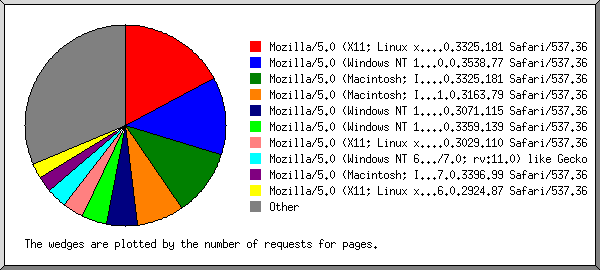 Mozilla/5.0 (X11; Linux x....0.3325.181 Safari/537.36
Mozilla/5.0 (Windows NT 1...0.0.3538.77 Safari/537.36
Mozilla/5.0 (Macintosh; I....0.3325.181 Safari/537.36
Mozilla/5.0 (Macintosh; I...1.0.3163.79 Safari/537.36
Mozilla/5.0 (Windows NT 1....0.3071.115 Safari/537.36
Mozilla/5.0 (Windows NT 1....0.3359.139 Safari/537.36
Mozilla/5.0 (X11; Linux x....0.3029.110 Safari/537.36
Mozilla/5.0 (Windows NT 6.../7.0; rv:11.0) like Gecko
Mozilla/5.0 (Macintosh; I...7.0.3396.99 Safari/537.36
Mozilla/5.0 (X11; Linux x...6.0.2924.87 Safari/537.36
Other
The wedges are plotted by the number of requests for pages.